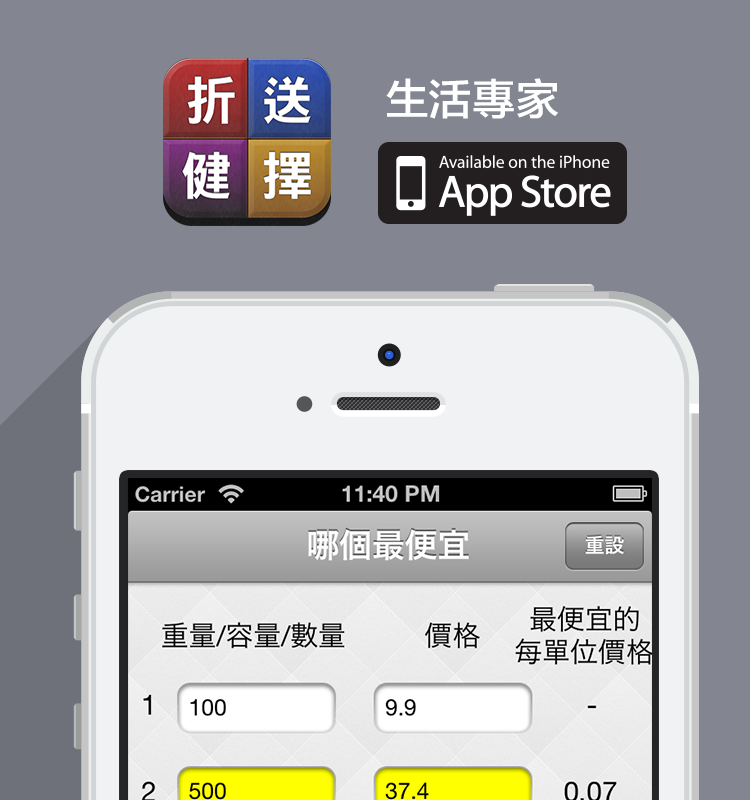 折 送
健 擇
生活專家
Available on the iPhone
App Store
Carrier 11:40 PM
哪個最便宜 重設
重量/容量/數量 價格 最便宜的
每單位價格
1 100 9.9 -
2 500 37.4 0.07